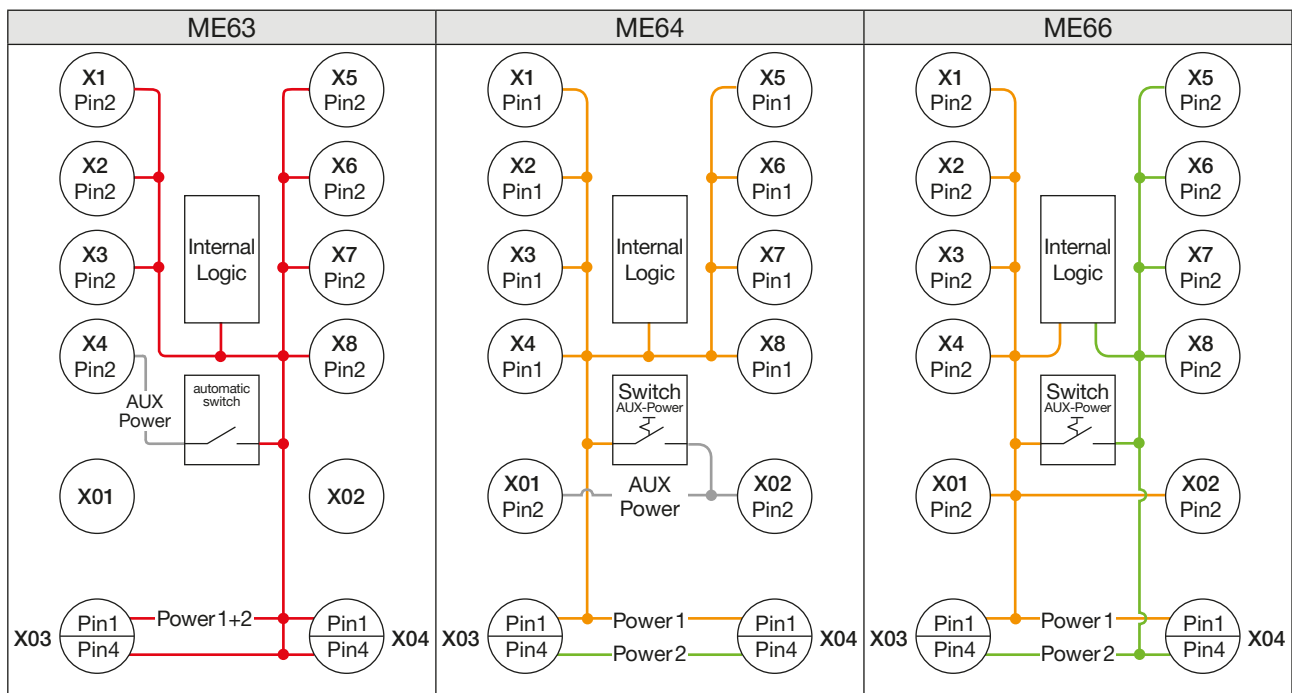 ME63
ME64
ME66
X1
Pin2
X5
Pin2
X2
Pin2
X6
Pin2
X3
Pin2
Internal
Logic
X7
Pin2
X4
Pin2
X8
Pin2
AUX
Power
automatic
switch
X01
X02
X03
Pin1
Pin4
Power 1+2
Pin1
Pin4
X04
X1
Pin1
X5
Pin1
X2
Pin1
X6
Pin1
X3
Pin1
Internal
Logic
X7
Pin1
X4
Pin1
X8
Pin1
Switch
AUX-Power
X01
Pin2
AUX
Power
X02
Pin2
X03
Pin1
Pin4
Power 1
Power 2
Pin1
Pin4
X04
X1
Pin2
X5
Pin2
X2
Pin2
X6
Pin2
X3
Pin2
Internal
Logic
X7
Pin2
X4
Pin2
X8
Pin2
Switch
AUX-Power
X01
Pin2
X02
Pin2
X03
Pin1
Pin4
Power 1
Power 2
Pin1
Pin4
X04